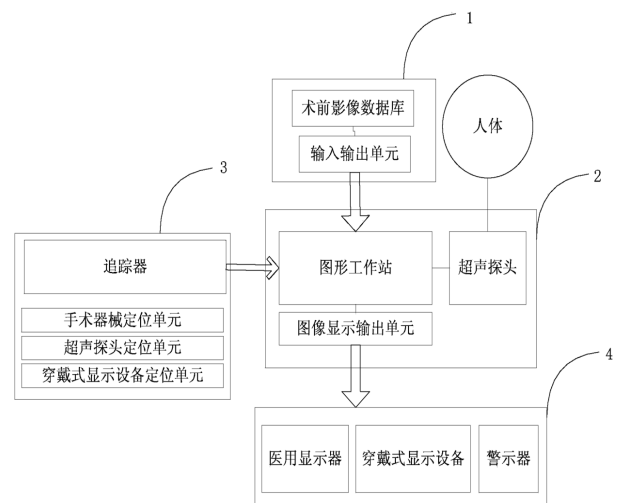 1
术前影像数据库
输入输出单元
人体
2
3
追踪器
手术器械定位单元
超声探头定位单元
穿戴式显示设备定位单元
图形工作站
超声探头
图像显示输出单元
4
医用显示器
穿戴式显示设备
警示器